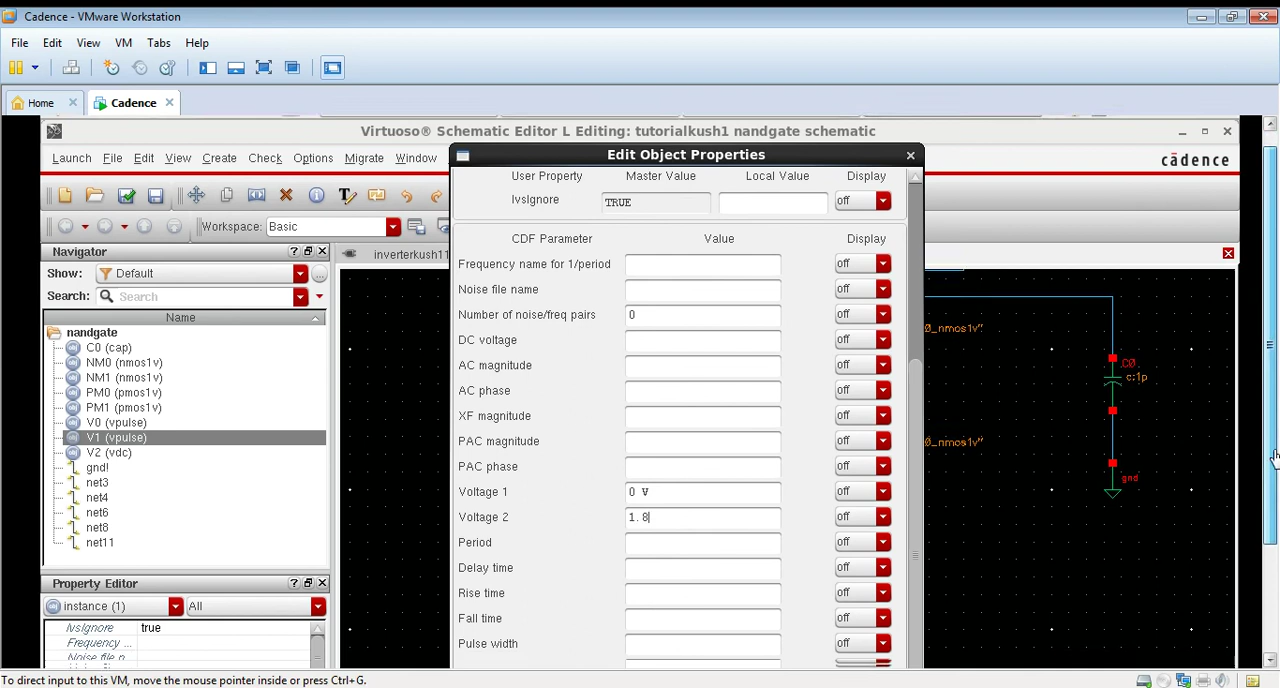 Cadence - VMware Workstation
File Edit View VM Tabs Help
Home Cadence
Virtuoso® Schematic Editor L Editing: tutorialkush1 nandgate schematic
Launch File Edit View Create Check Options Migrate Window
cādence
Workspace: Basic
Navigator
inverterkush11
Show: Default
Search: Search
Name
nandgate
C0 (cap)
NM0 (nmos1v)
NM1 (nmos1v)
PM0 (pmos1v)
PM1 (pmos1v)
V0 (vpulse)
V1 (vpulse)
V2 (vdc)
gnd!
net3
net4
net6
net8
net11
Property Editor
instance (1) All
true
Frequency ...
Edit Object Properties
User Property Master Value Local Value Display
lvsIgnore TRUE off
CDF Parameter Value Display
Frequency name for 1/period off
Noise file name off
Number of noise/freq pairs 0 off
DC voltage off
AC magnitude off
AC phase off
XF magnitude off
PAC magnitude off
PAC phase off
Voltage 1 0 V off
Voltage 2 1.8 off
Period off
Delay time off
Rise time off
Fall time off
Pulse width off
0_nmos1v"
C0
c:1p
0_nmos1v"
gnd
To direct input to this VM, move the mouse pointer inside or press Ctrl+G.